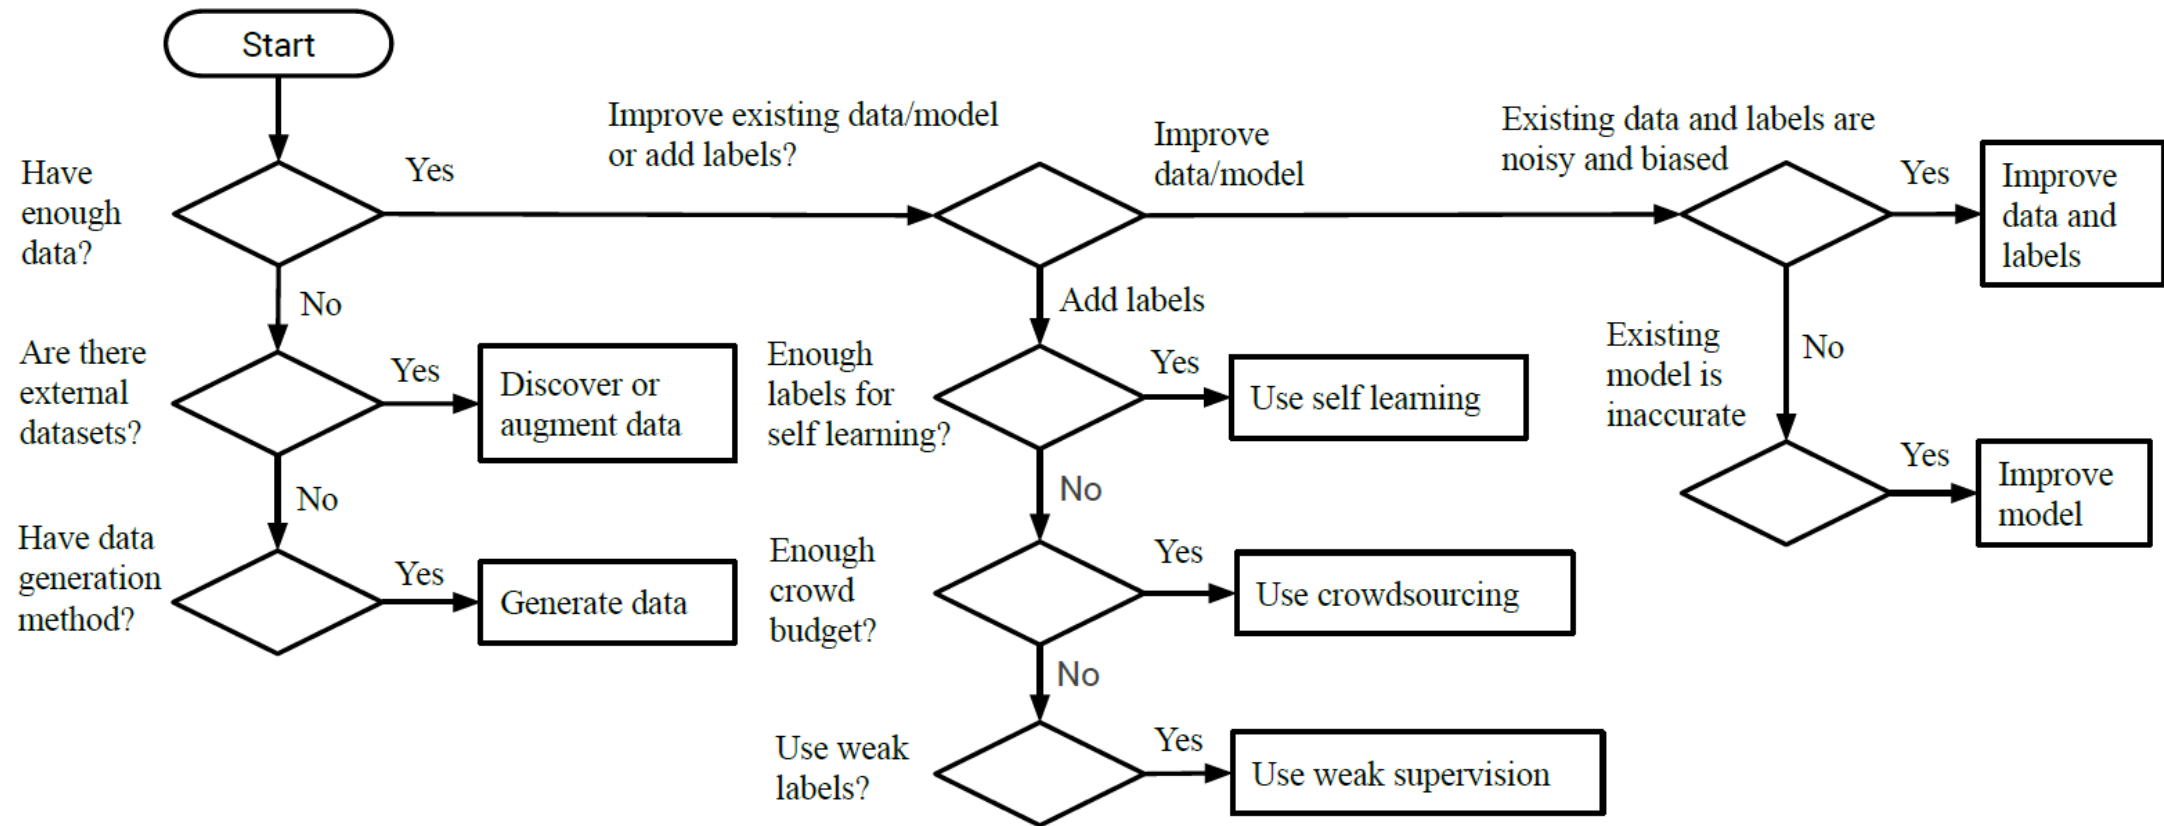 Start
Have
enough
data?
Yes
Improve existing data/model
or add labels?
Improve
data/model
Existing data and labels are
noisy and biased
Yes
Improve
data and
labels
No
Add labels
Existing
model is
inaccurate
No
Are there
external
datasets?
Yes
Discover or
augment data
Enough
labels for
self learning?
Yes
Use self learning
Yes
Improve
model
No
No
Have data
generation
method?
Yes
Generate data
Enough
crowd
budget?
Yes
Use crowdsourcing
No
Use weak
labels?
Yes
Use weak supervision